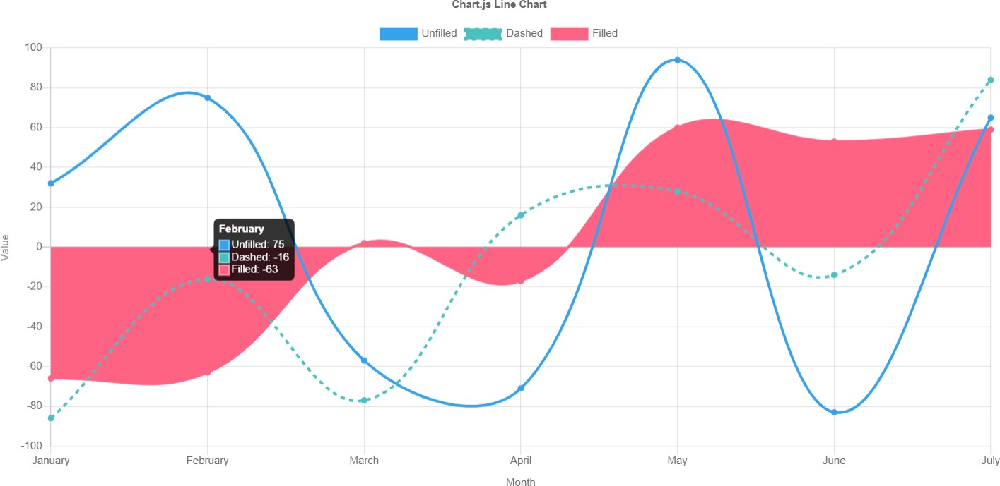 Chart.js Line Chart
Unfilled Dashed Filled
100
80
60
40
20
0
-20
-40
-60
-80
-100
Value
February
Unfilled: 75
Dashed: -16
Filled: -63
January February March April May June July
Month